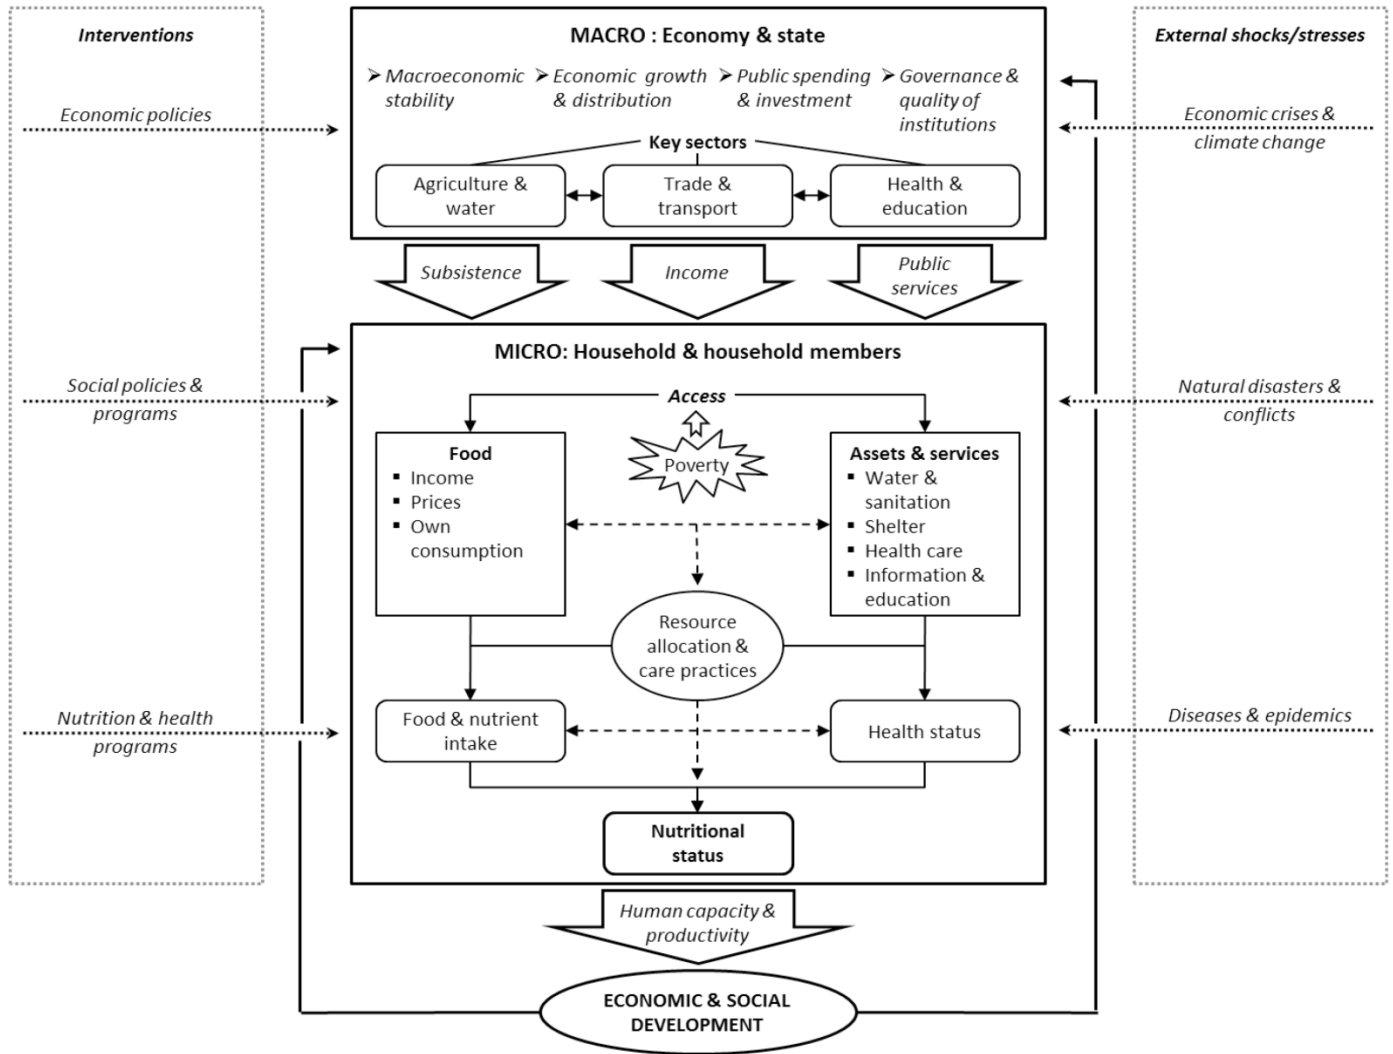 Interventions
MACRO : Economy & state
External shocks/stresses
Macroeconomic
stability
Economic growth
& distribution
Public spending
& investment
Governance &
quality of
institutions
Economic policies
Economic crises &
climate change
Key sectors
Agriculture &
water
Trade &
transport
Health &
education
Subsistence
Income
Public
services
MICRO: Household & household members
Social policies &
programs
Natural disasters &
conflicts
Access
Poverty
Food
Income
Prices
Own
consumption
Assets & services
Water &
sanitation
Shelter
Health care
Information &
education
Resource
allocation &
care practices
Nutrition & health
programs
Food & nutrient
intake
Health status
Diseases & epidemics
Nutritional
status
Human capacity &
productivity
ECONOMIC & SOCIAL
DEVELOPMENT